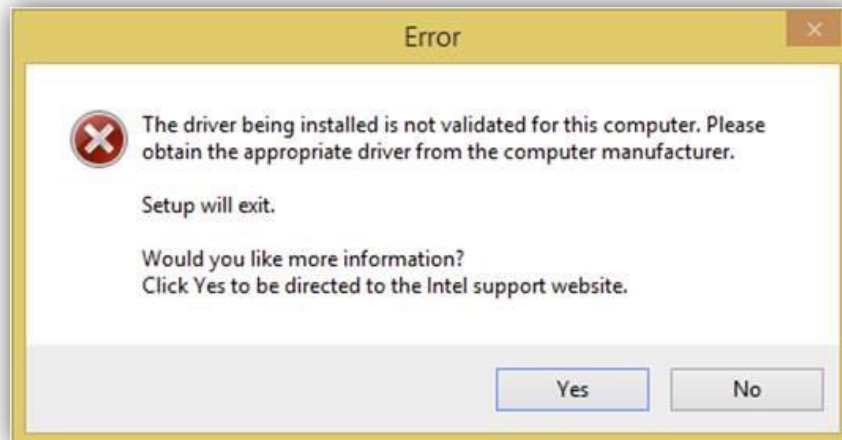 Error
The driver being installed is not validated for this computer. Please
obtain the appropriate driver from the computer manufacturer.
Setup will exit.
Would you like more information?
Click Yes to be directed to the Intel support website.
Yes
No